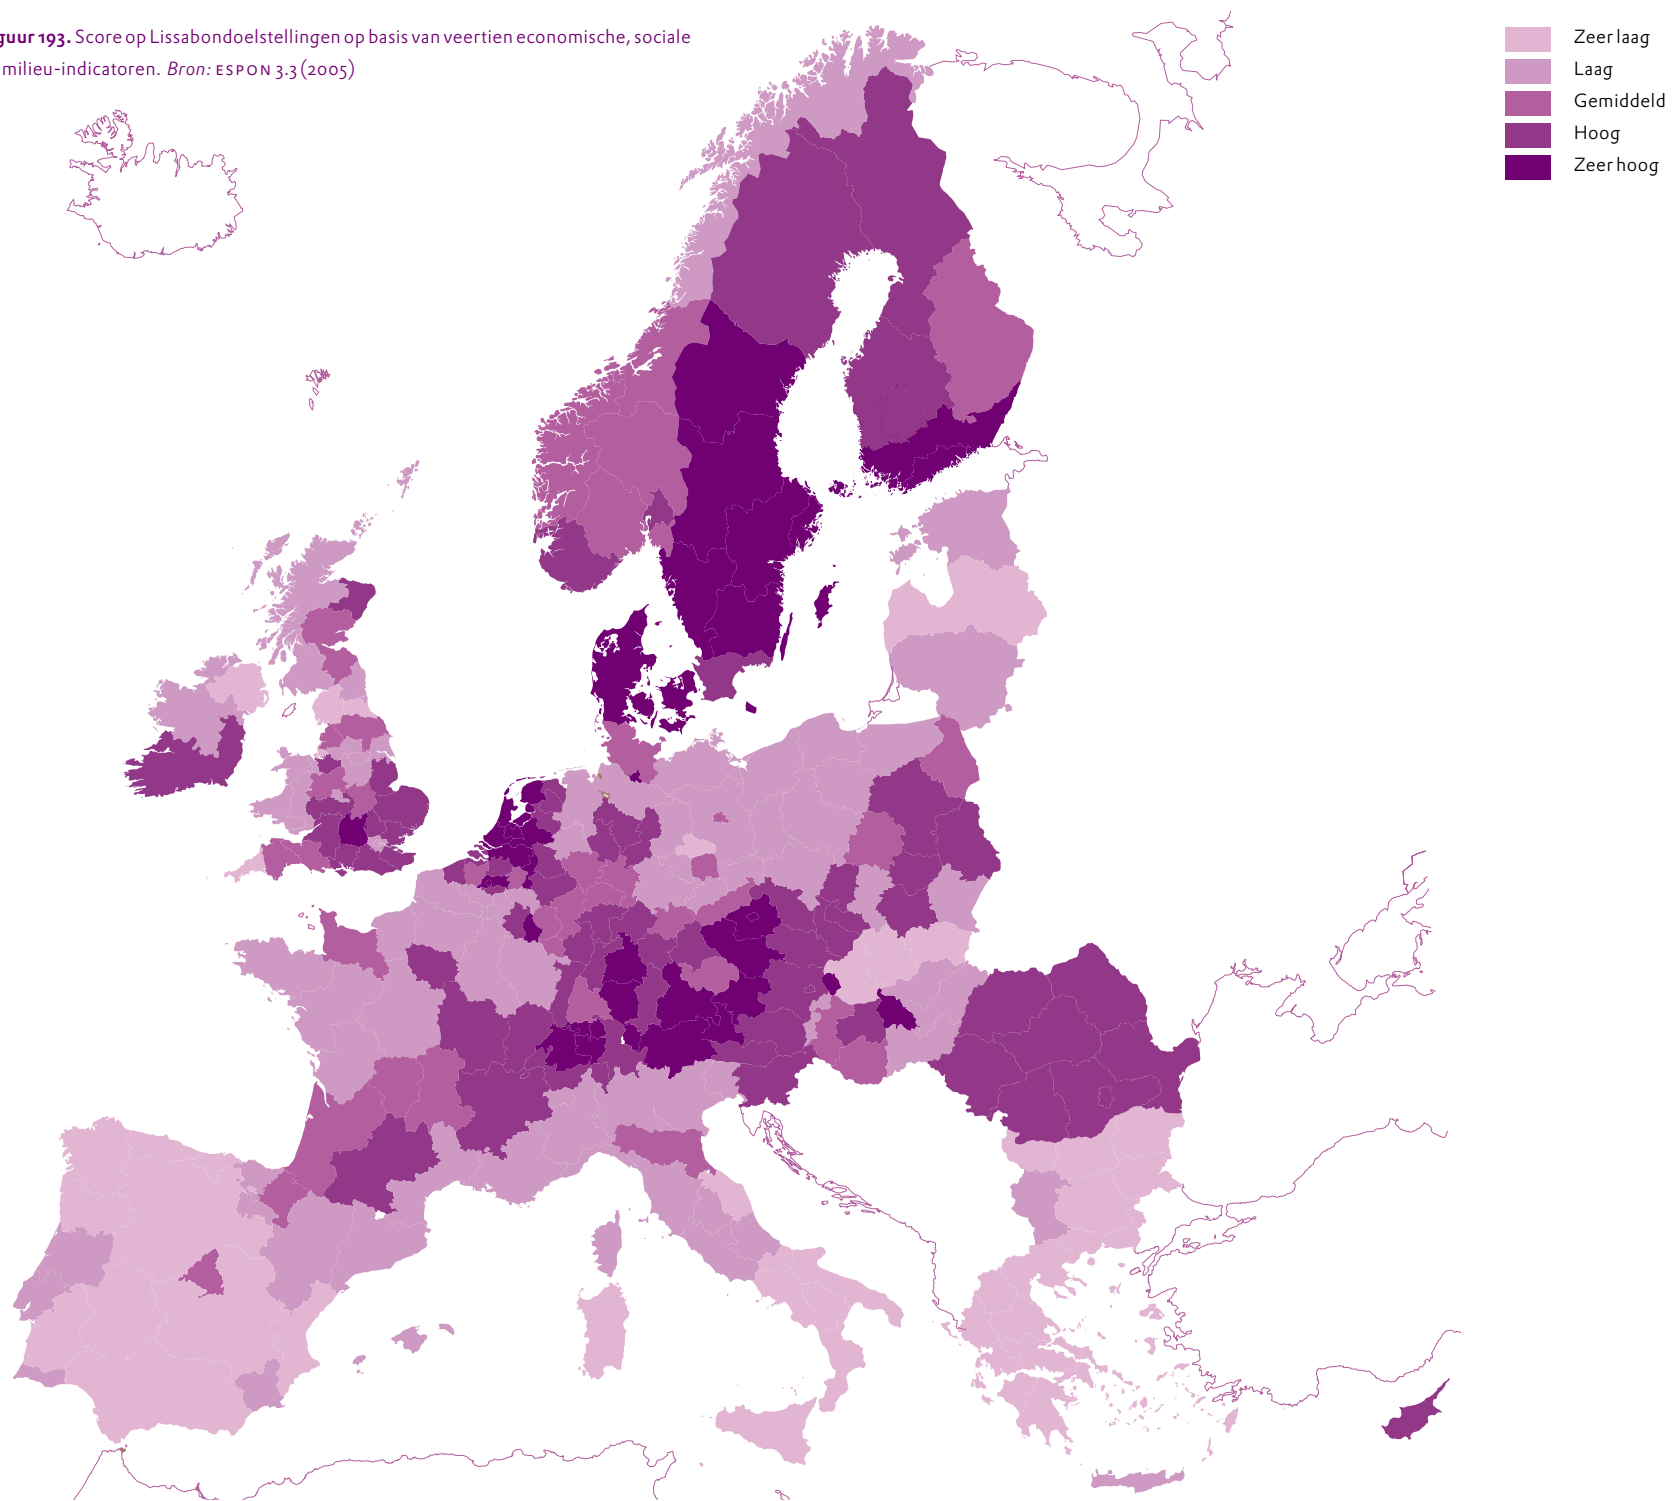 guur 193. Score op Lissabondoelstellingen op basis van veertien economische, sociale
milieu-indicatoren. Bron: ESPON 3.3 (2005)
Zeer laag
Laag
Gemiddeld
Hoog
Zeer hoog